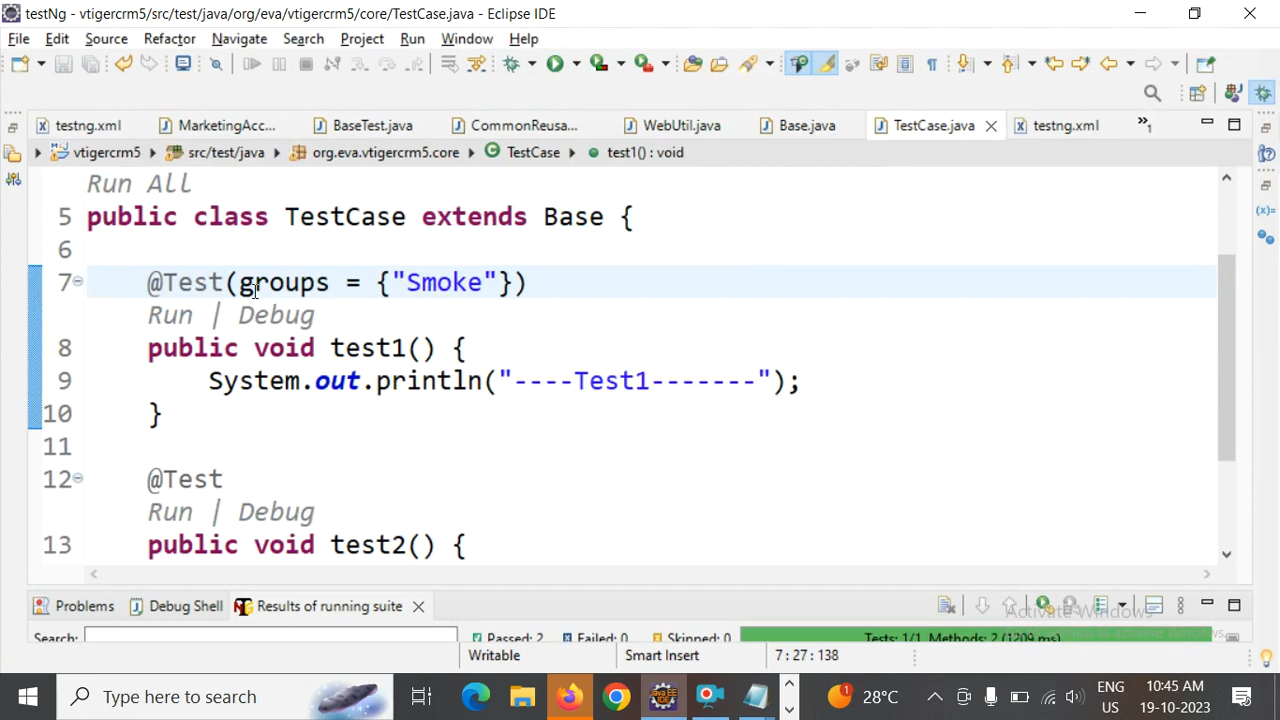 testNg - vtigercrm5/src/test/java/org/eva/vtigercrm5/core/TestCase.java - Eclipse IDE
File Edit Source Refactor Navigate Search Project Run Window Help
testng.xml MarketingAcc... BaseTest.java CommonReusa... WebUtil.java Base.java TestCase.java testng.xml »1
vtigercrm5 src/test/java org.eva.vtigercrm5.core TestCase test1() : void
Run All
5 public class TestCase extends Base {
6
7 @Test(groups = {"Smoke"})
Run | Debug
8 public void test1() {
9 System.out.println("----Test1-------");
10 }
11
12 @Test
Run | Debug
13 public void test2() {
Problems Debug Shell Results of running suite
Activate Windows
Search: Passed: 2 Failed: 0 Skipped: 0 Tests: 1/1 Methods: 2 (1209 ms)
Writable Smart Insert 7 : 27 : 138
Type here to search 1 28°C ENG 10:45 AM
US 19-10-2023